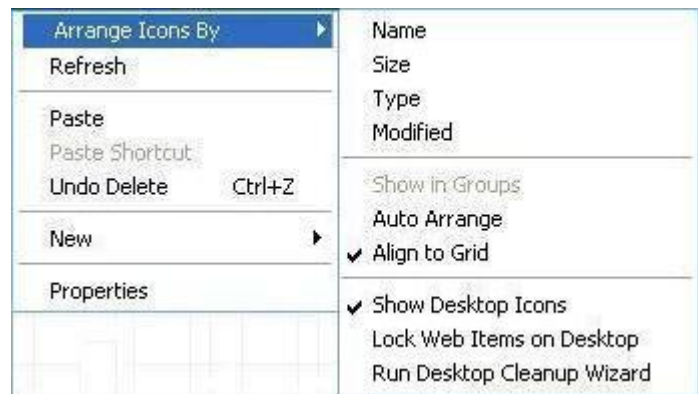 Arrange Icons By
Refresh
Paste
Paste Shortcut
Undo Delete Ctrl+Z
New
Properties
Name
Size
Type
Modified
Show in Groups
Auto Arrange
Align to Grid
Show Desktop Icons
Lock Web Items on Desktop
Run Desktop Cleanup Wizard